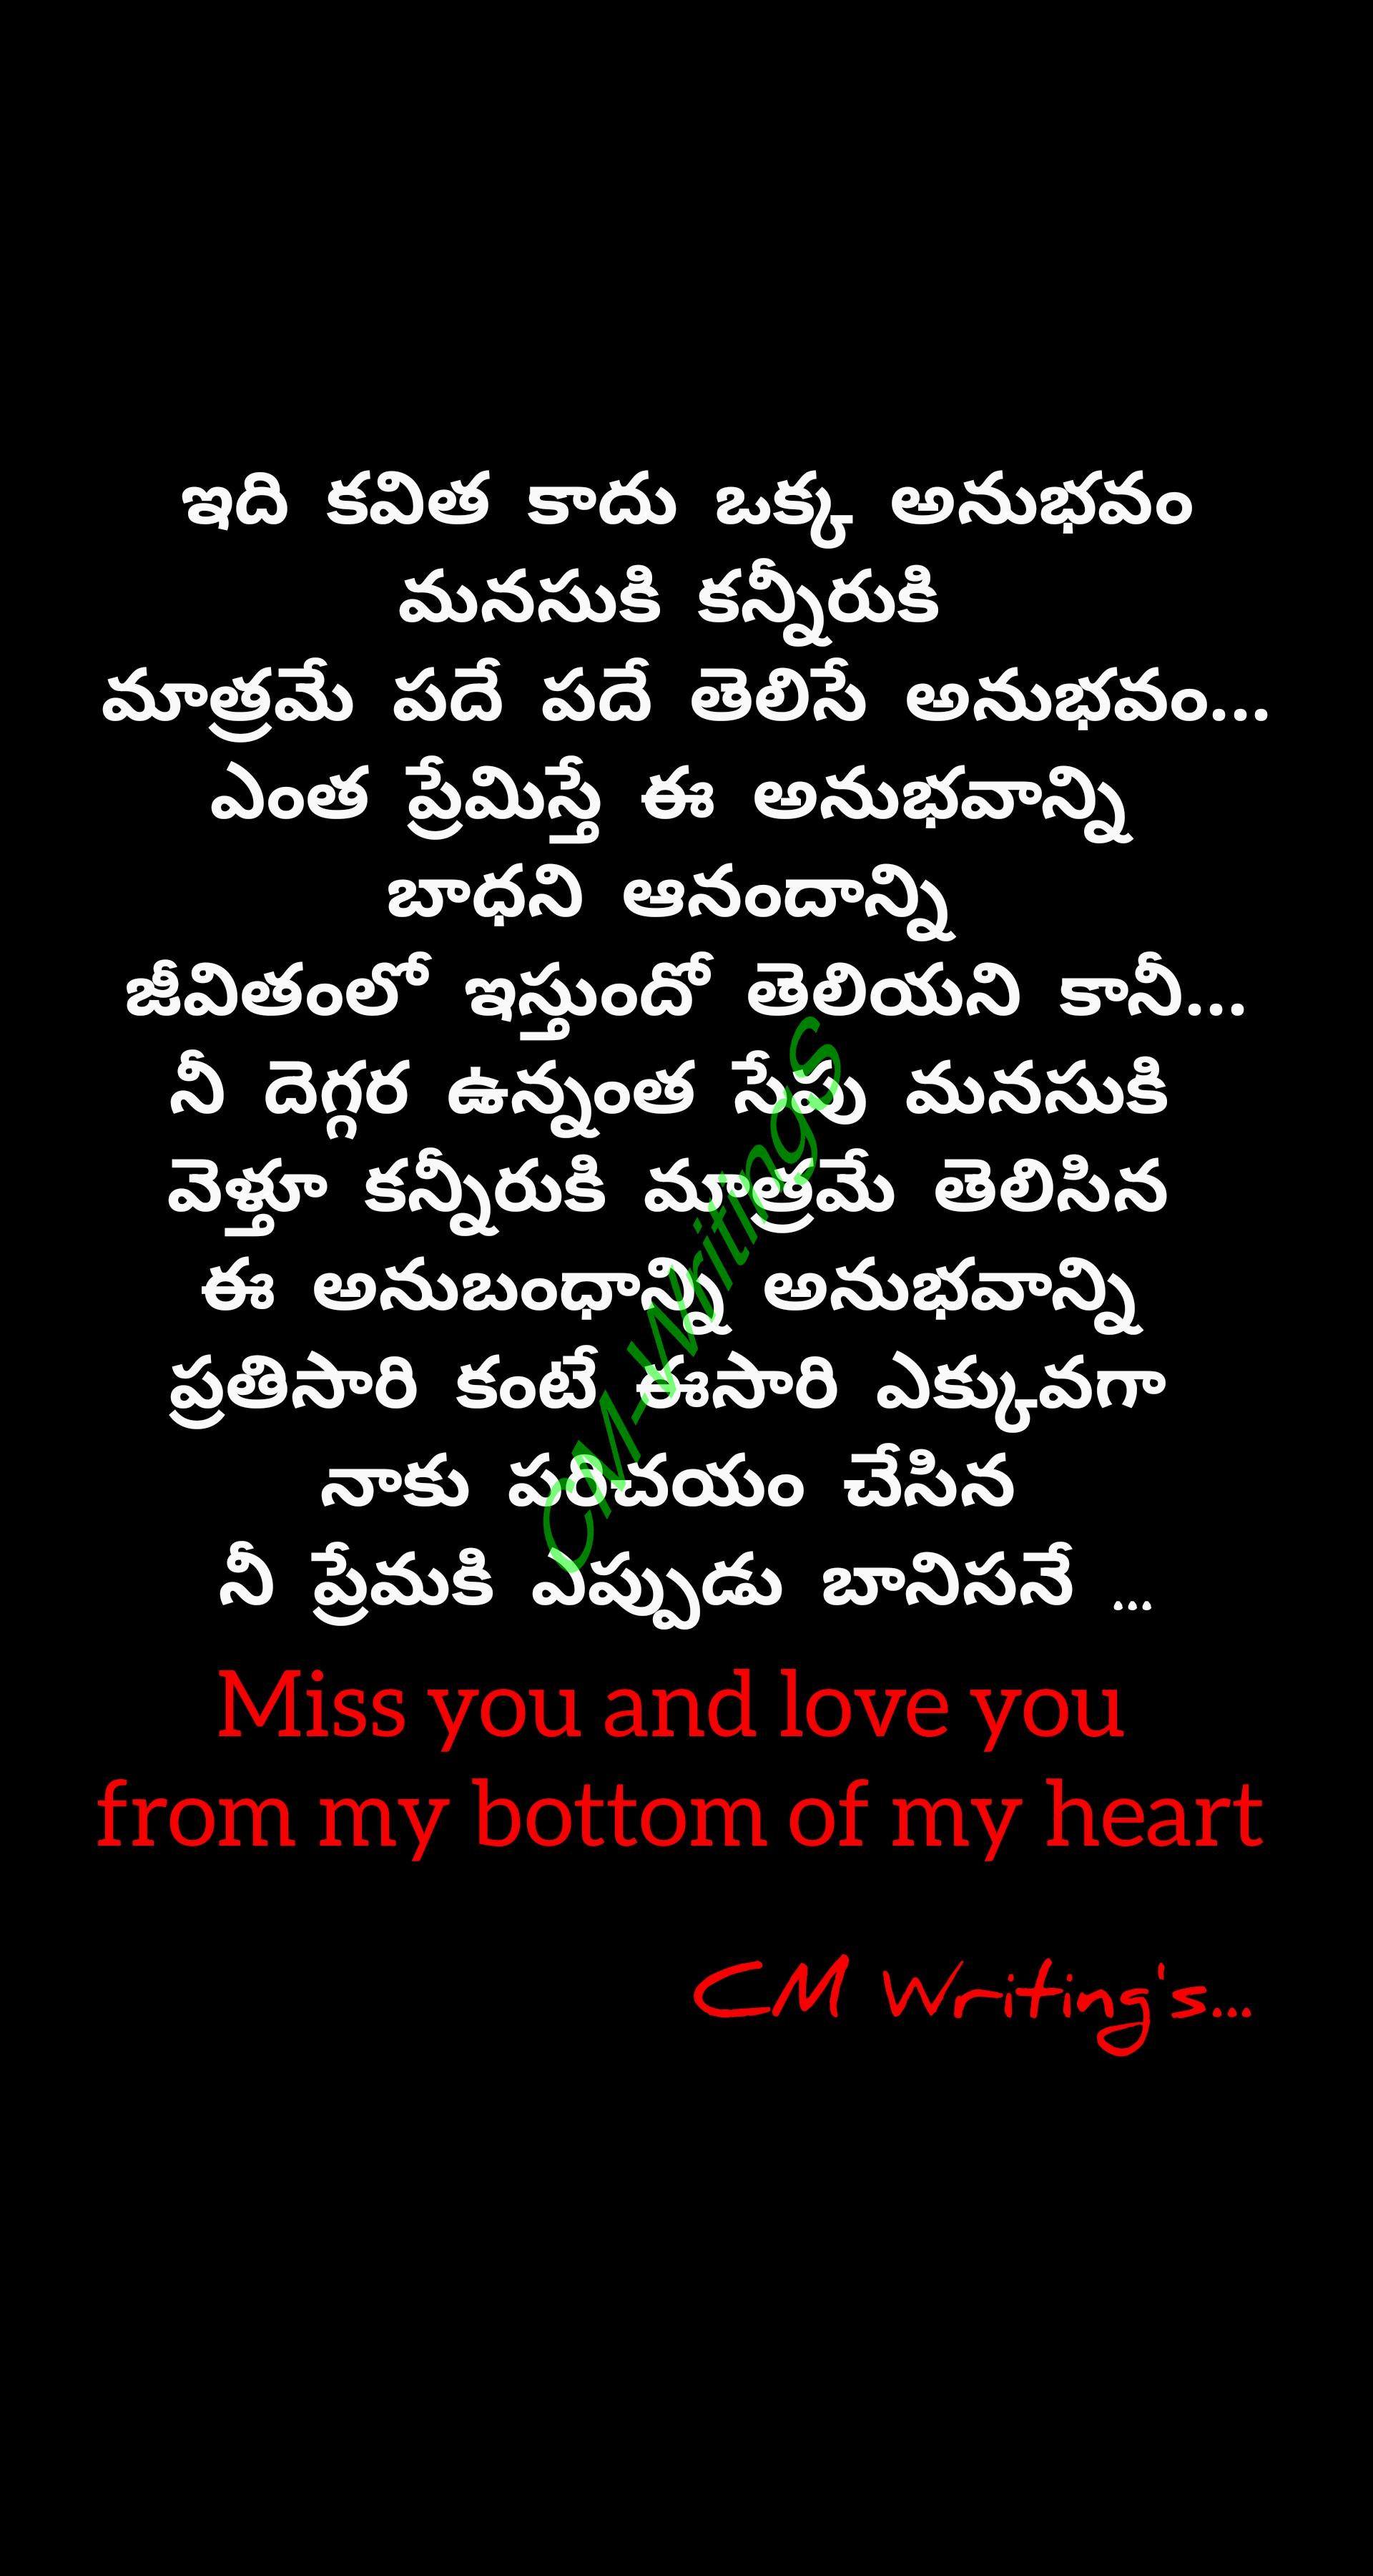 ఇది కవిత కాదు ఒక్క అనుభవం
మనసుకి కన్నీరుకి
మాత్రమే పదే పదే తెలిసే అనుభవం...
ఎంత ప్రేమిస్తే ఈ అనుభవాన్ని
బాధని ఆనందాన్ని
జీవితంలో ఇస్తుందో తెలియని కానీ...
నీ దెగ్గర ఉన్నంత సేపు మనసుకి
వెళ్తూ కన్నీరుకి మాత్రమే తెలిసిన
ఈ అనుబంధాన్ని అనుభవాన్ని
ప్రతిసారి కంటే ఈసారి ఎక్కువగా
నాకు పరిచయం చేసిన
నీ ప్రేమకి ఎప్పుడు బానిసనే ...
CM-Writings
Miss you and love you
from my bottom of my heart
CM Writing's...